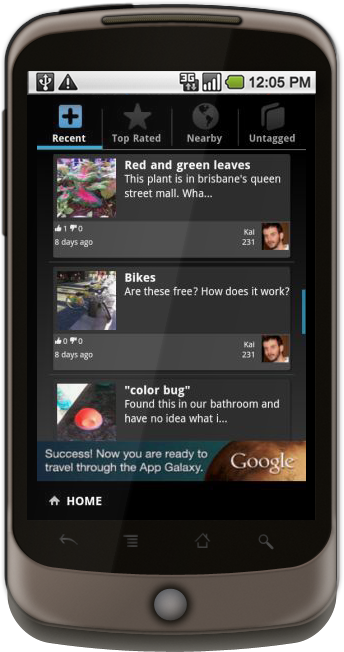 3G 12:05 PM
Recent Top Rated Nearby Untagged
Red and green leaves
This plant is in brisbane's queen
street mall. Wha...
1 0
Kai
8 days ago 231
Bikes
Are these free? How does it work?
0 0
Kai
8 days ago 231
"color bug"
Found this in our bathroom and
have no idea what i...
Success! Now you are ready to
travel through the App Galaxy.
Google
HOME